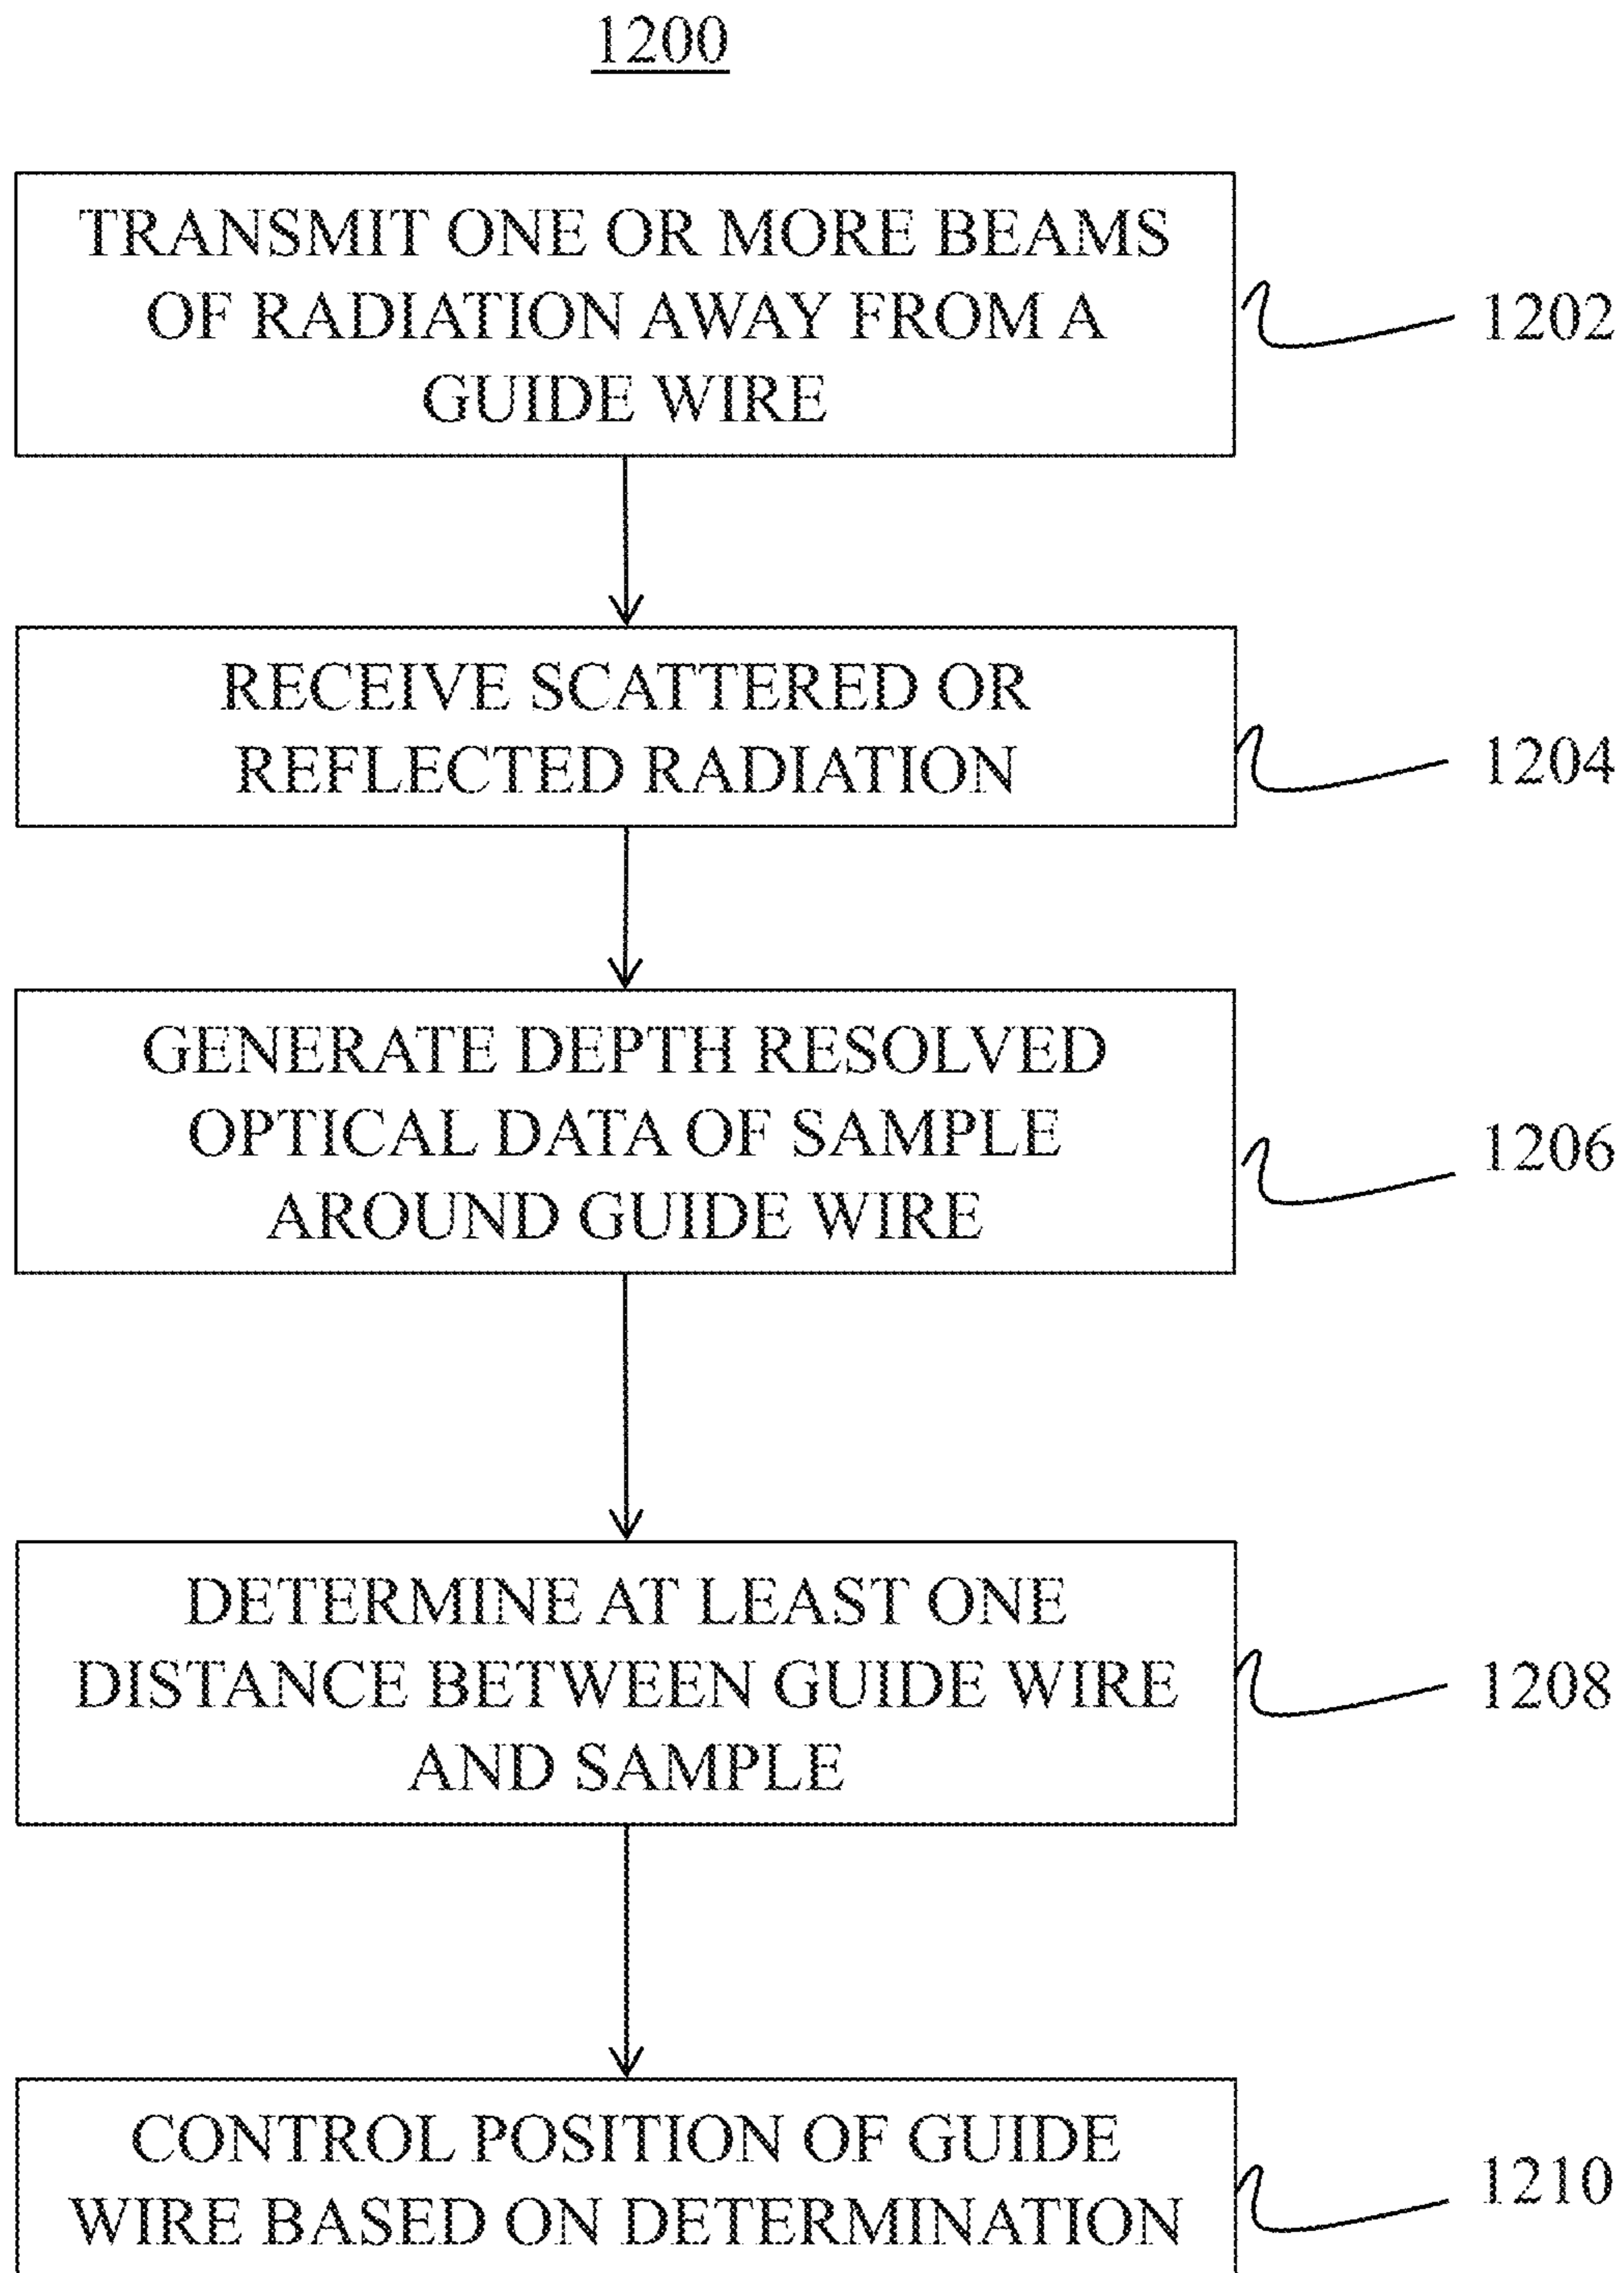 1200
TRANSMIT ONE OR MORE BEAMS
OF RADIATION AWAY FROM A
GUIDE WIRE
1202
RECEIVE SCATTERED OR
REFLECTED RADIATION
1204
GENERATE DEPTH RESOLVED
OPTICAL DATA OF SAMPLE
AROUND GUIDE WIRE
1206
DETERMINE AT LEAST ONE
DISTANCE BETWEEN GUIDE WIRE
AND SAMPLE
1208
CONTROL POSITION OF GUIDE
WIRE BASED ON DETERMINATION
1210